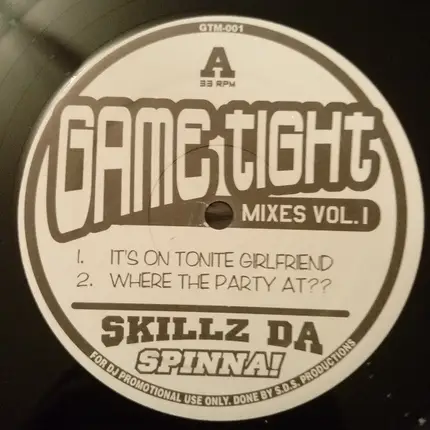 GTM-001
A
33 RPM
GAME TIGHT
MIXES VOL.1
1. IT'S ON TONITE GIRLFRIEND
2. WHERE THE PARTY AT??
SKILLZ DA
SPINNA!
FOR DJ PROMOTIONAL USE ONLY. DONE BY S.D.S. PRODUCTIONS